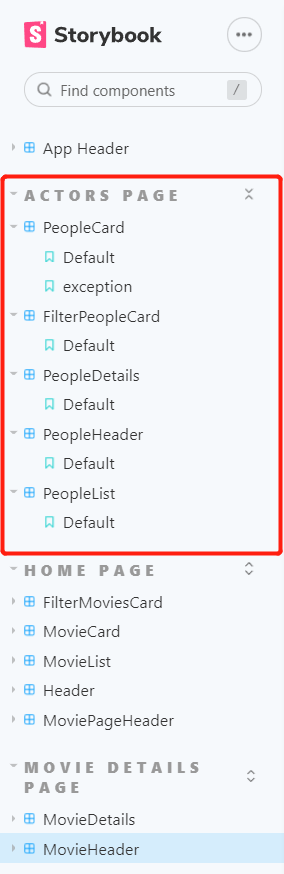 Storybook
Find components /
App Header
ACTORS PAGE
PeopleCard
Default
exception
FilterPeopleCard
Default
PeopleDetails
Default
PeopleHeader
Default
PeopleList
Default
HOME PAGE
FilterMoviesCard
MovieCard
MovieList
Header
MoviePageHeader
MOVIE DETAILS
PAGE
MovieDetails
MovieHeader